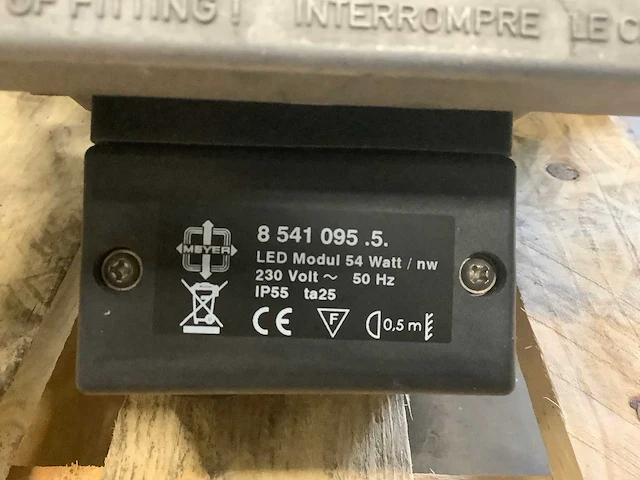 OF FITTING ! INTERROMPRE LE C
MEYER
8 541 095 .5.
LED Modul 54 Watt / nw
230 Volt ~ 50 Hz
IP55 ta25
CE F 0,5 m